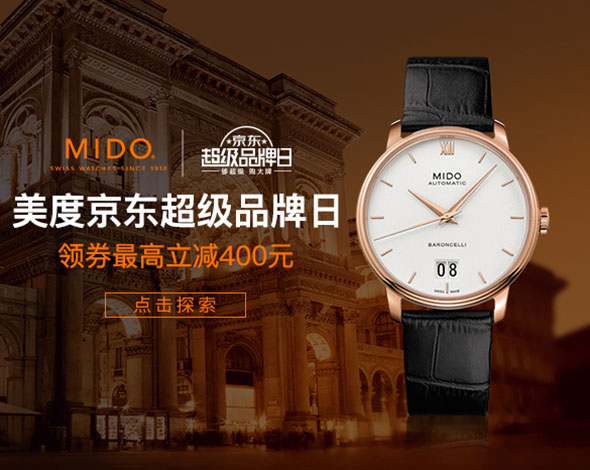 MIDO
SWISS WATCHES SINCE 1918
京东
超级品牌日
够超级 购大牌
美度京东超级品牌日
领券最高立减400元
点击探索
MIDO
AUTOMATIC
BARONCELLI
08
SWISS MADE